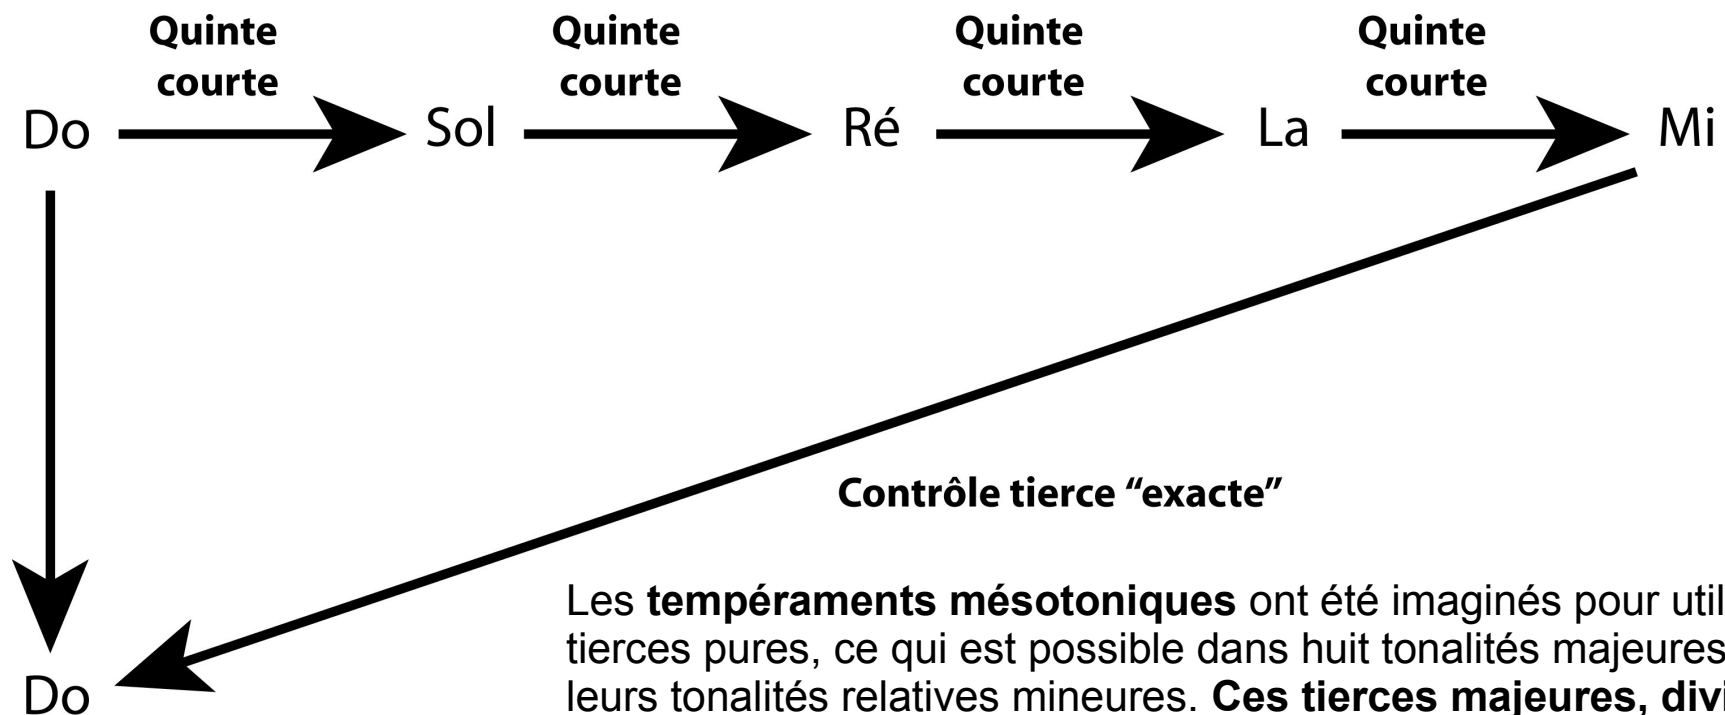 Quinte Quinte Quinte Quinte
courte courte courte courte
Do Sol Ré La Mi
Contrôle tierce “exacte”
Les tempéraments mésotoniques ont été imaginés pour util
tierces pures, ce qui est possible dans huit tonalités majeures
Do
leurs tonalités relatives mineures. Ces tierces majeures, divi